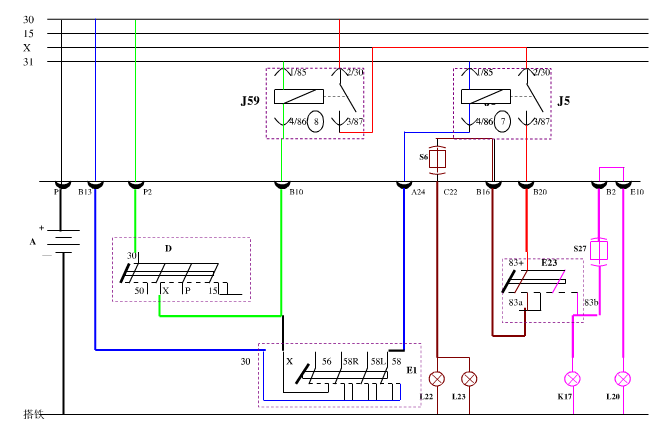 30
15
X
31
1/85
2/30
1/85
2/30
J59
J5
4/86
8
3/87
4/86
7
3/87
S6
P
B13
P2
B10
A24
C22
B16
B20
B2
E10
+
A
—
D
30
S27
83+
E23
50
X
P
15
83a
83b
30
X
56
58R
58L
58
E1
L22
L23
K17
L20
搭铁